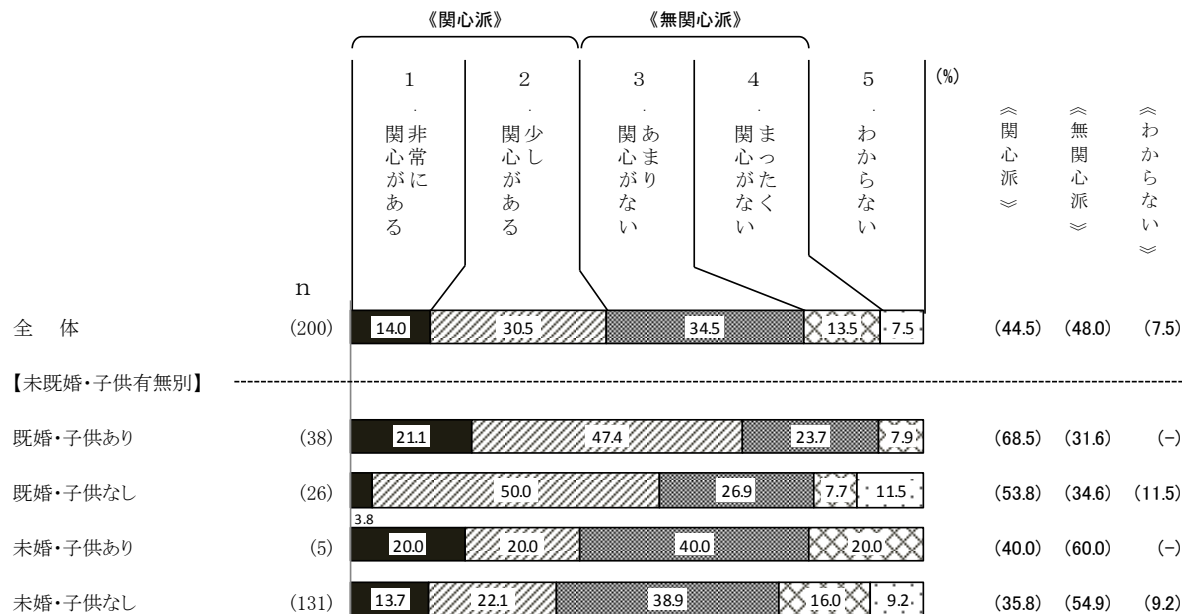 《関心派》 《無関心派》
1.非常に関心がある
2.少し関心がある
3.あまり関心がない
4.まったく関心がない
5.わからない
(%)
《関心派》
《無関心派》
《わからない》
n
全 体 (200) 14.0 30.5 34.5 13.5 7.5 (44.5) (48.0) (7.5)
【未既婚・子供有無別】
既婚・子供あり (38) 21.1 47.4 23.7 7.9 (68.5) (31.6) (-)
既婚・子供なし (26) 3.8 50.0 26.9 7.7 11.5 (53.8) (34.6) (11.5)
未婚・子供あり (5) 20.0 20.0 40.0 20.0 (40.0) (60.0) (-)
未婚・子供なし (131) 13.7 22.1 38.9 16.0 9.2 (35.8) (54.9) (9.2)